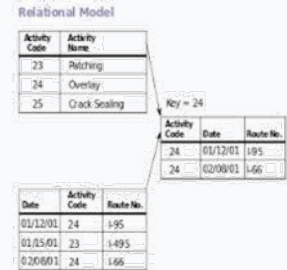 Relational Model
Activity Code Activity Name
23 Patching
24 Overlay
25 Crack Sealing
Key = 24
Activity Code Date Route No.
24 01/12/01 I-95
24 02/08/01 I-66
Date Activity Code Route No.
01/12/01 24 I-95
01/15/01 23 I-495
02/08/01 24 I-66